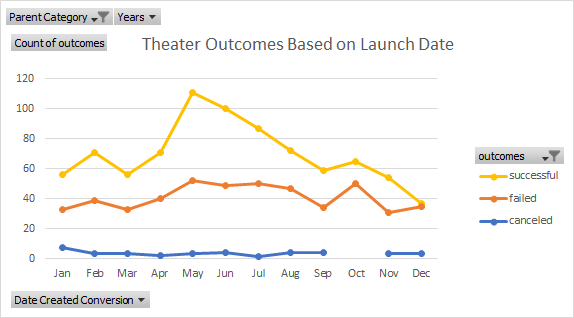 Parent Category Years
Count of outcomes
Theater Outcomes Based on Launch Date
120
100
80
60
40
20
0
Jan Feb Mar Apr May Jun Jul Aug Sep Oct Nov Dec
outcomes
successful
failed
canceled
Date Created Conversion